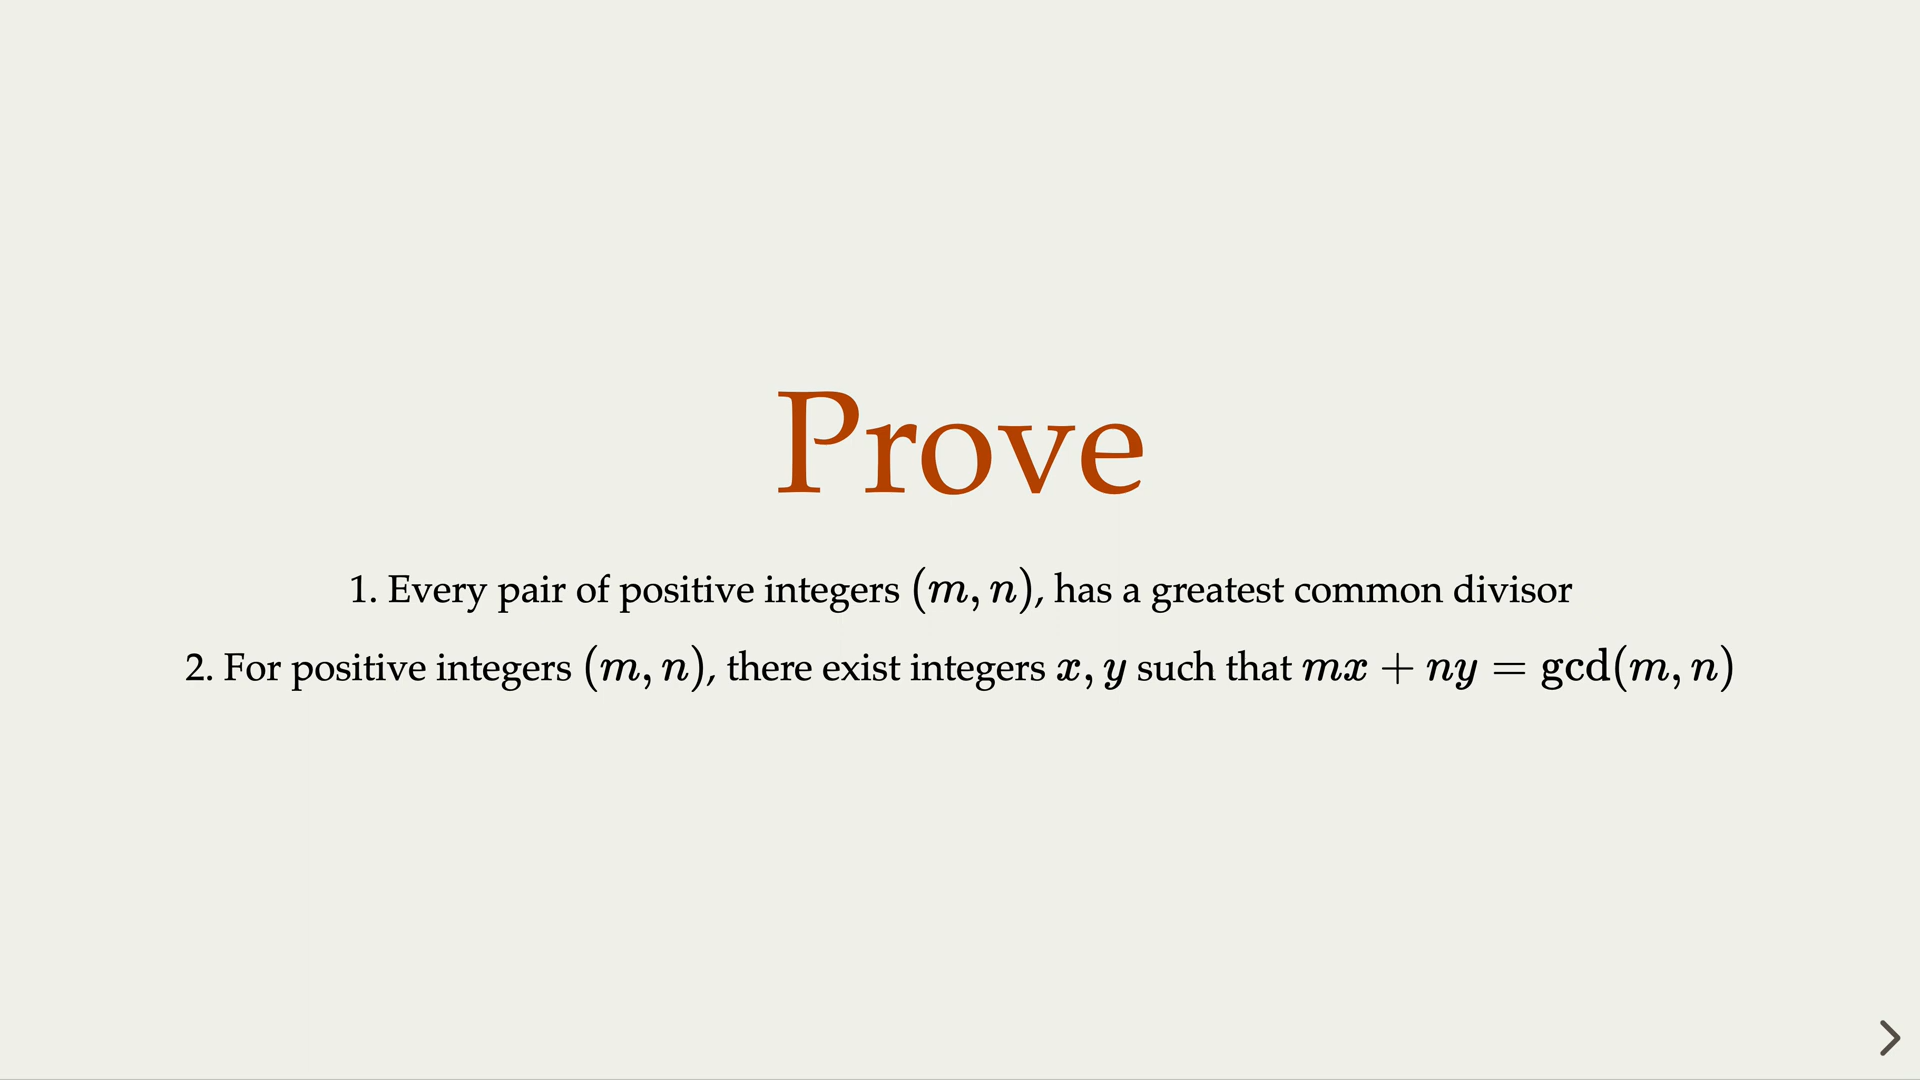 Prove
1. Every pair of positive integers (m, n), has a greatest common divisor
2. For positive integers (m, n), there exist integers x, y such that mx + ny = gcd(m, n)